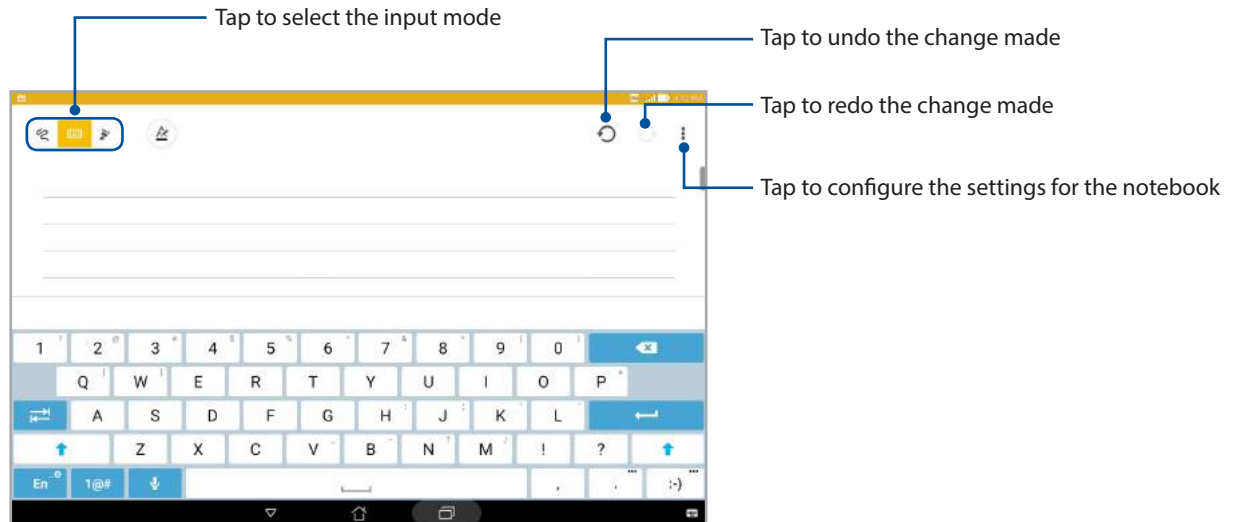 Tap to select the input mode
Tap to undo the change made
Tap to redo the change made
Tap to configure the settings for the notebook
1 2 3 4 5 6 7 8 9 0
Q W E R T Y U I O P
A S D F G H J K L
Z X C V B N M ! ?
En 1@# , . :-)